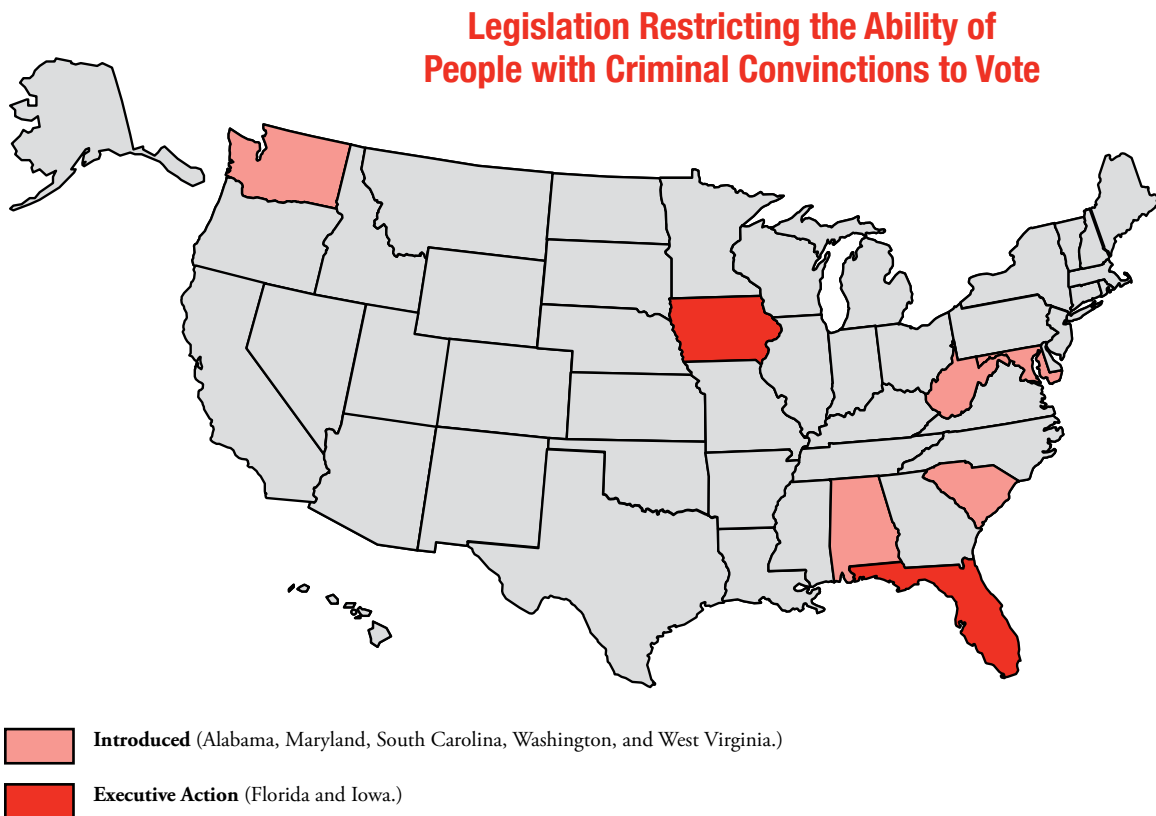 Legislation Restricting the Ability of
People with Criminal Convinctions to Vote
Introduced (Alabama, Maryland, South Carolina, Washington, and West Virginia.)
Executive Action (Florida and Iowa.)